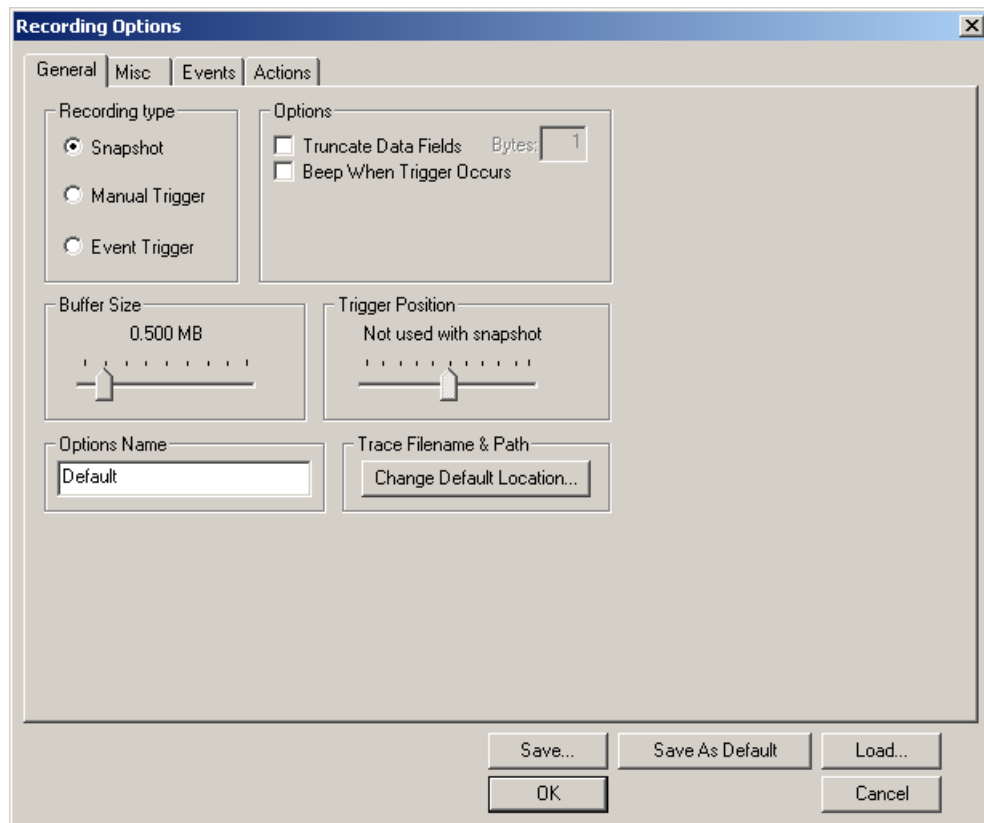 Recording Options
General Misc Events Actions
Recording type
Snapshot
Manual Trigger
Event Trigger
Options
Truncate Data Fields Bytes: 1
Beep When Trigger Occurs
Buffer Size
0.500 MB
Trigger Position
Not used with snapshot
Options Name
Default
Trace Filename & Path
Change Default Location...
Save... Save As Default Load...
OK Cancel